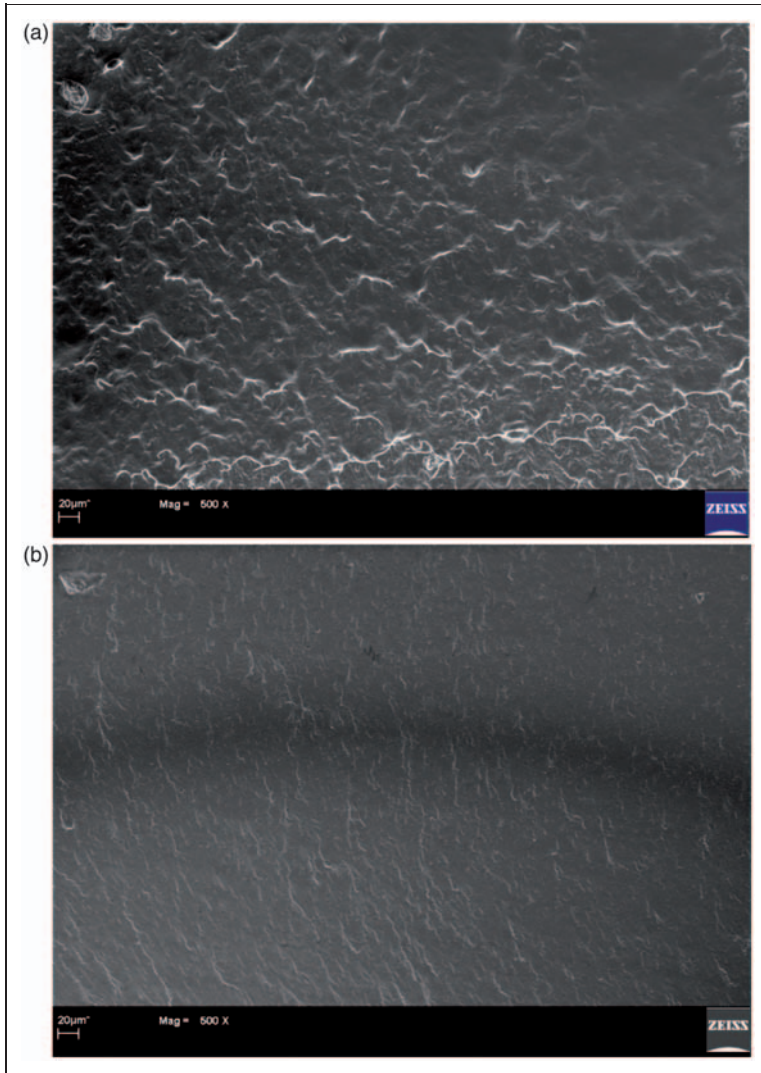 (a)
20µm*
Mag = 500 X
ZEISS
(b)
20µm*
Mag = 500 X
ZEISS